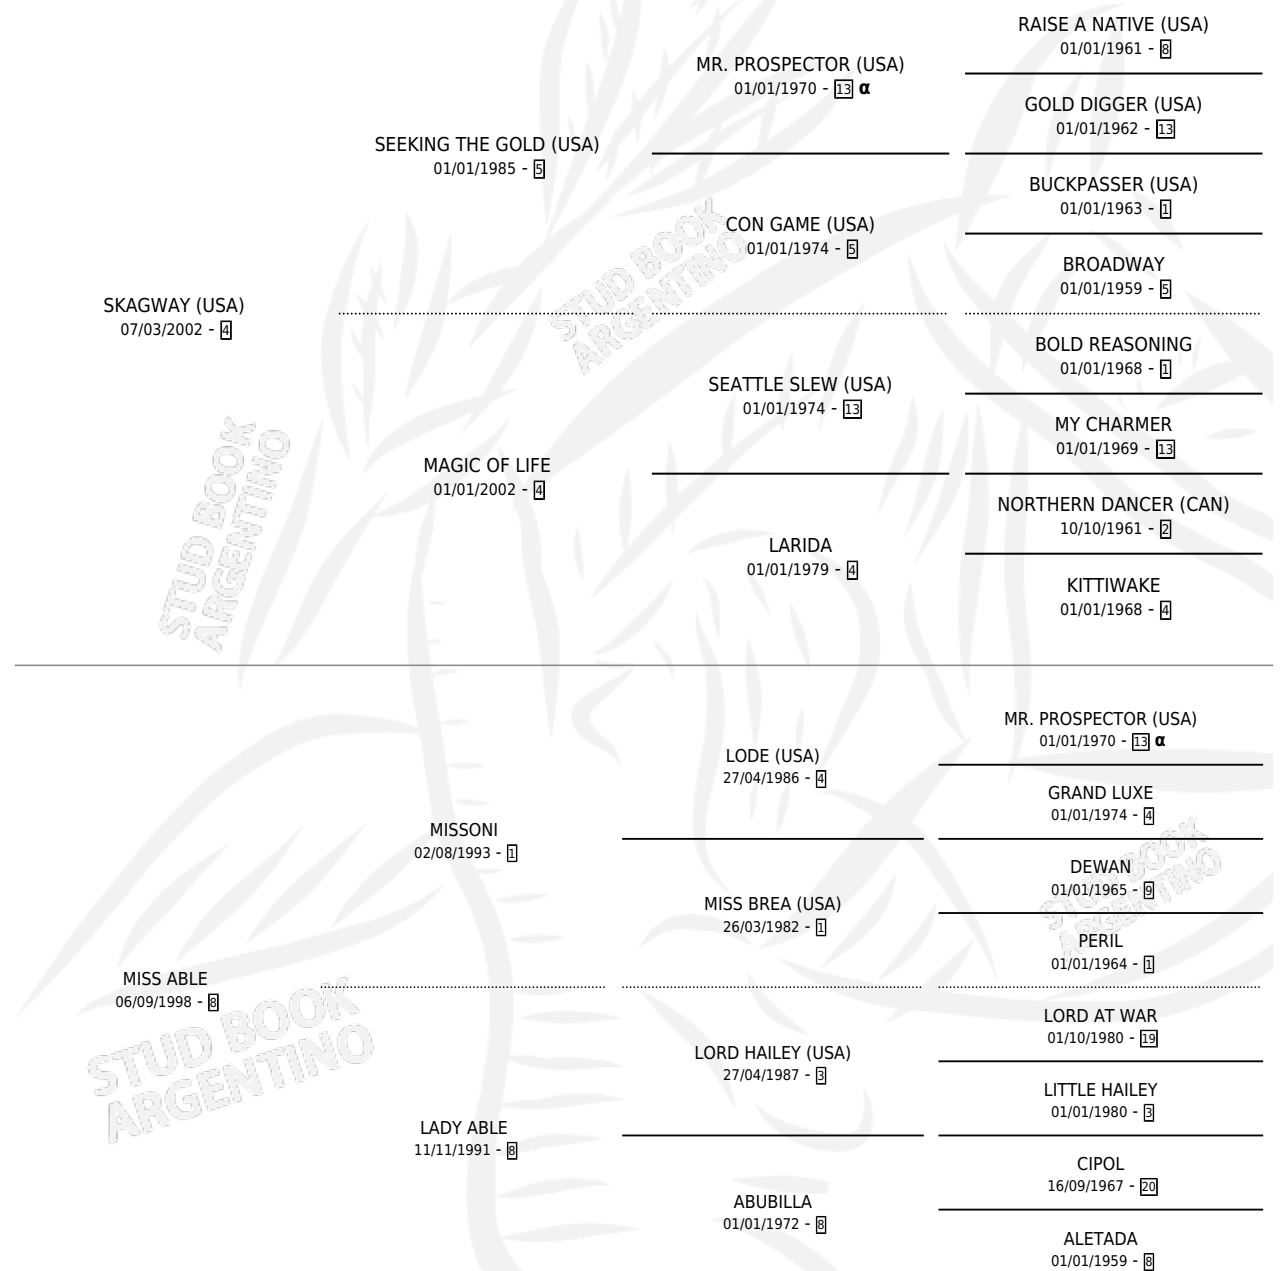 RAISE A NATIVE (USA)
01/01/1961 - 8
MR. PROSPECTOR (USA)
01/01/1970 - 13 α
GOLD DIGGER (USA)
01/01/1962 - 13
SEEKING THE GOLD (USA)
01/01/1985 - 5
BUCKPASSER (USA)
01/01/1963 - 1
CON GAME (USA)
01/01/1974 - 5
BROADWAY
01/01/1959 - 5
SKAGWAY (USA)
07/03/2002 - 4
BOLD REASONING
01/01/1968 - 1
SEATTLE SLEW (USA)
01/01/1974 - 13
MY CHARMER
01/01/1969 - 13
MAGIC OF LIFE
01/01/2002 - 4
NORTHERN DANCER (CAN)
10/10/1961 - 2
LARIDA
01/01/1979 - 4
KITTIWAKE
01/01/1968 - 4
MR. PROSPECTOR (USA)
01/01/1970 - 13 α
LODE (USA)
27/04/1986 - 4
GRAND LUXE
01/01/1974 - 4
MISSONI
02/08/1993 - 1
DEWAN
01/01/1965 - 9
MISS BREA (USA)
26/03/1982 - 1
PERIL
01/01/1964 - 1
MISS ABLE
06/09/1998 - 8
LORD AT WAR
01/10/1980 - 19
LORD HAILEY (USA)
27/04/1987 - 3
LITTLE HAILEY
01/01/1980 - 3
LADY ABLE
11/11/1991 - 8
CIPOL
16/09/1967 - 20
ABUBILLA
01/01/1972 - 8
ALETADA
01/01/1959 - 8
STUD BOOK
ARGENTINO
STUD BOOK
ARGENTINO
STUD BOOK
ARGENTINO
STUD BOOK
ARGENTINO